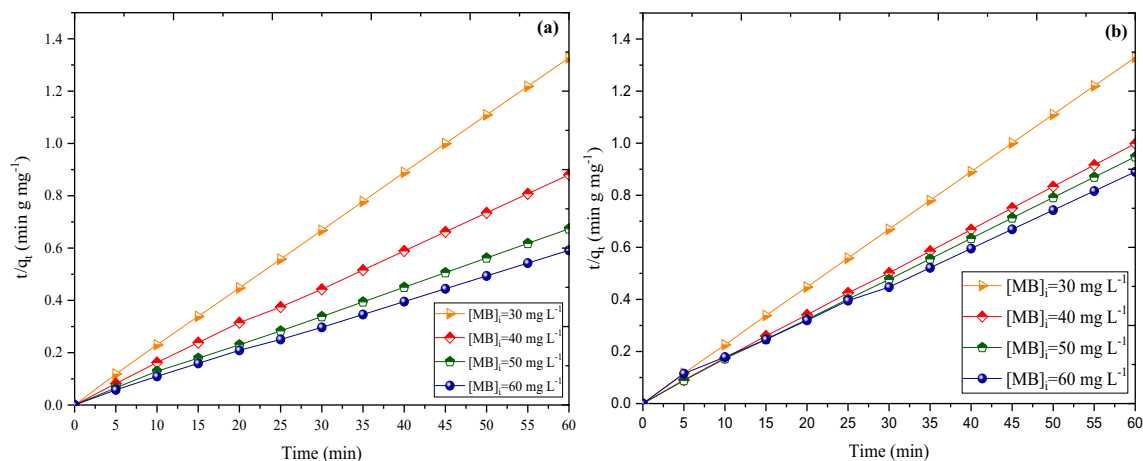 (a)
t/qt (min g mg-1)
1.4
1.2
1.0
0.8
0.6
0.4
0.2
0.0
0 5 10 15 20 25 30 35 40 45 50 55 60
Time (min)
[MB]i=30 mg L-1
[MB]i=40 mg L-1
[MB]i=50 mg L-1
[MB]i=60 mg L-1
(b)
t/qt (min g mg-1)
1.4
1.2
1.0
0.8
0.6
0.4
0.2
0.0
0 5 10 15 20 25 30 35 40 45 50 55 60
Time (min)
[MB]i=30 mg L-1
[MB]i=40 mg L-1
[MB]i=50 mg L-1
[MB]i=60 mg L-1